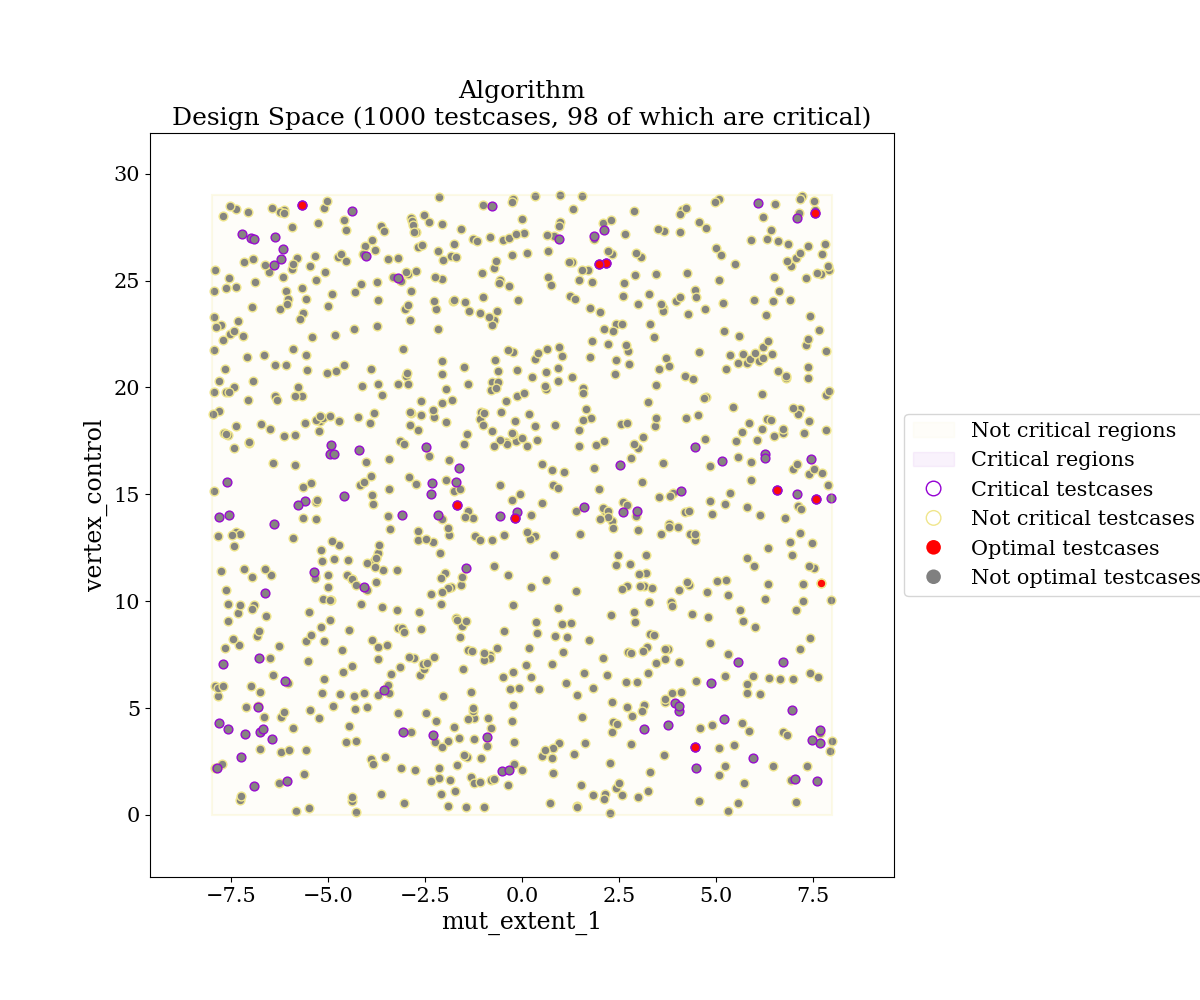 Algorithm
Design Space (1000 testcases, 98 of which are critical)
30
25
20
15
10
5
0
vertex_control
−7.5 −5.0 −2.5 0.0 2.5 5.0 7.5
mut_extent_1
Not critical regions
Critical regions
Critical testcases
Not critical testcases
Optimal testcases
Not optimal testcases